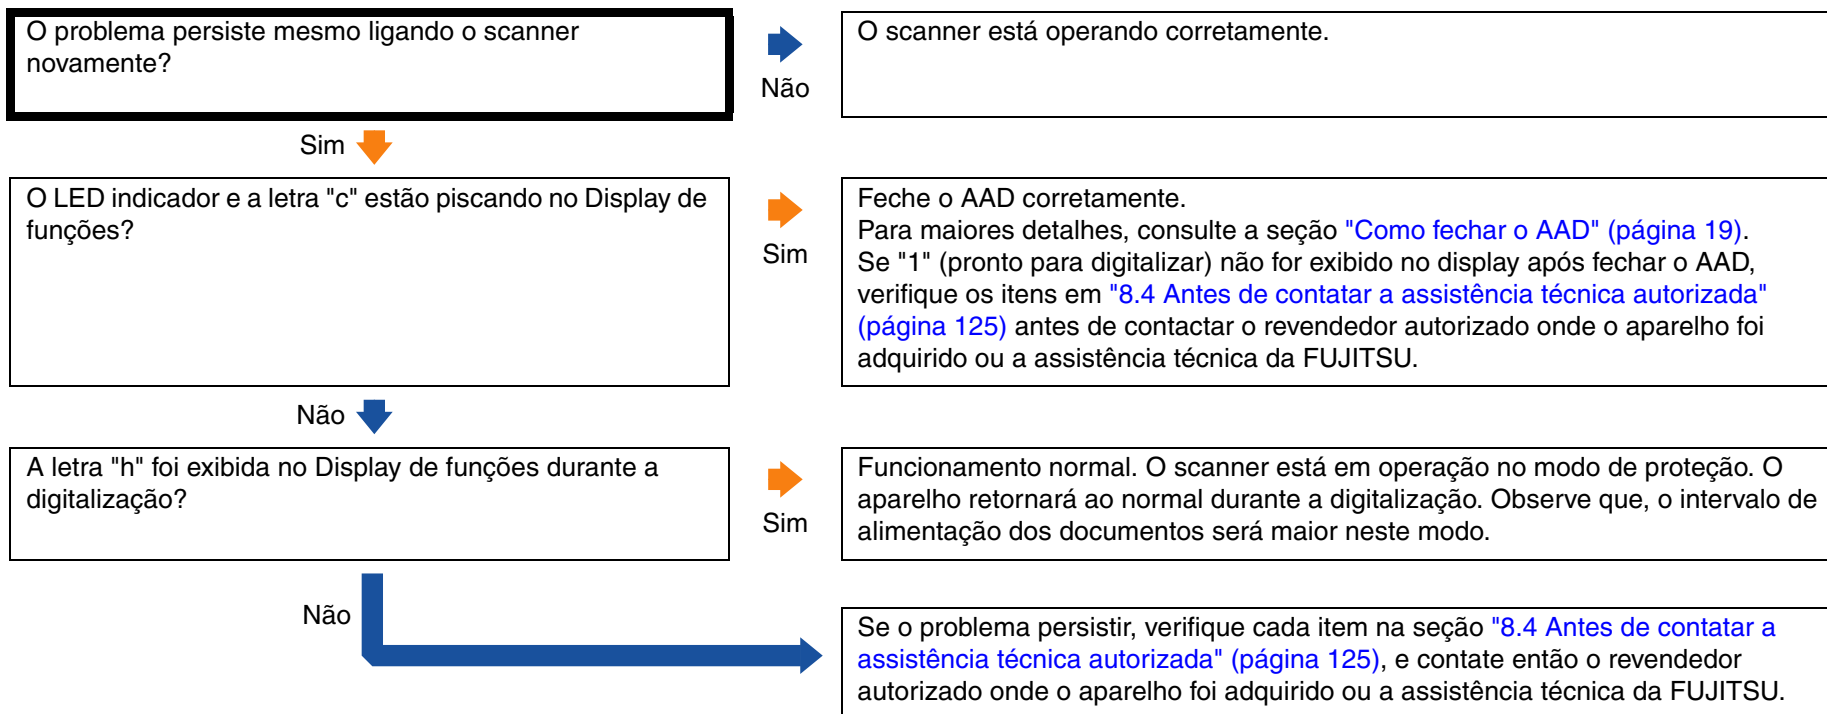 O problema persiste mesmo ligando o scanner
novamente?
Não
O scanner está operando corretamente.
Sim
O LED indicador e a letra "c" estão piscando no Display de
funções?
Sim
Feche o AAD corretamente.
Para maiores detalhes, consulte a seção "Como fechar o AAD" (página 19).
Se "1" (pronto para digitalizar) não for exibido no display após fechar o AAD,
verifique os itens em "8.4 Antes de contatar a assistência técnica autorizada"
(página 125) antes de contactar o revendedor autorizado onde o aparelho foi
adquirido ou a assistência técnica da FUJITSU.
Não
A letra "h" foi exibida no Display de funções durante a
digitalização?
Sim
Funcionamento normal. O scanner está em operação no modo de proteção. O
aparelho retornará ao normal durante a digitalização. Observe que, o intervalo de
alimentação dos documentos será maior neste modo.
Não
Se o problema persistir, verifique cada item na seção "8.4 Antes de contatar a
assistência técnica autorizada" (página 125), e contate então o revendedor
autorizado onde o aparelho foi adquirido ou a assistência técnica da FUJITSU.